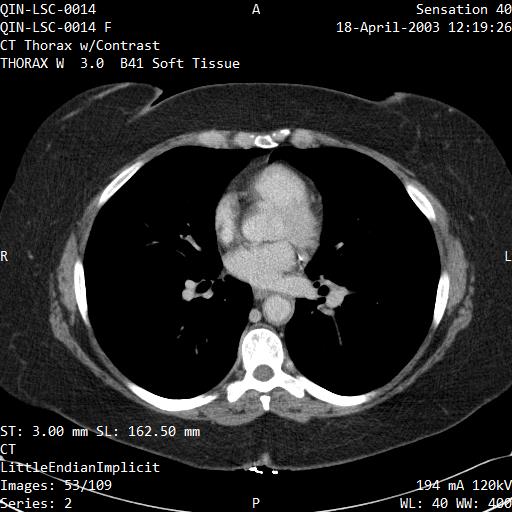 QIN-LSC-0014
A
Sensation 40
QIN-LSC-0014 F
18-April-2003 12:19:26
CT Thorax w/Contrast
THORAX W 3.0 B41 Soft Tissue
R
L
ST: 3.00 mm SL: 162.50 mm
CT
LittleEndianImplicit
Images: 53/109
194 mA 120kV
Series: 2
P
WL: 40 WW: 400